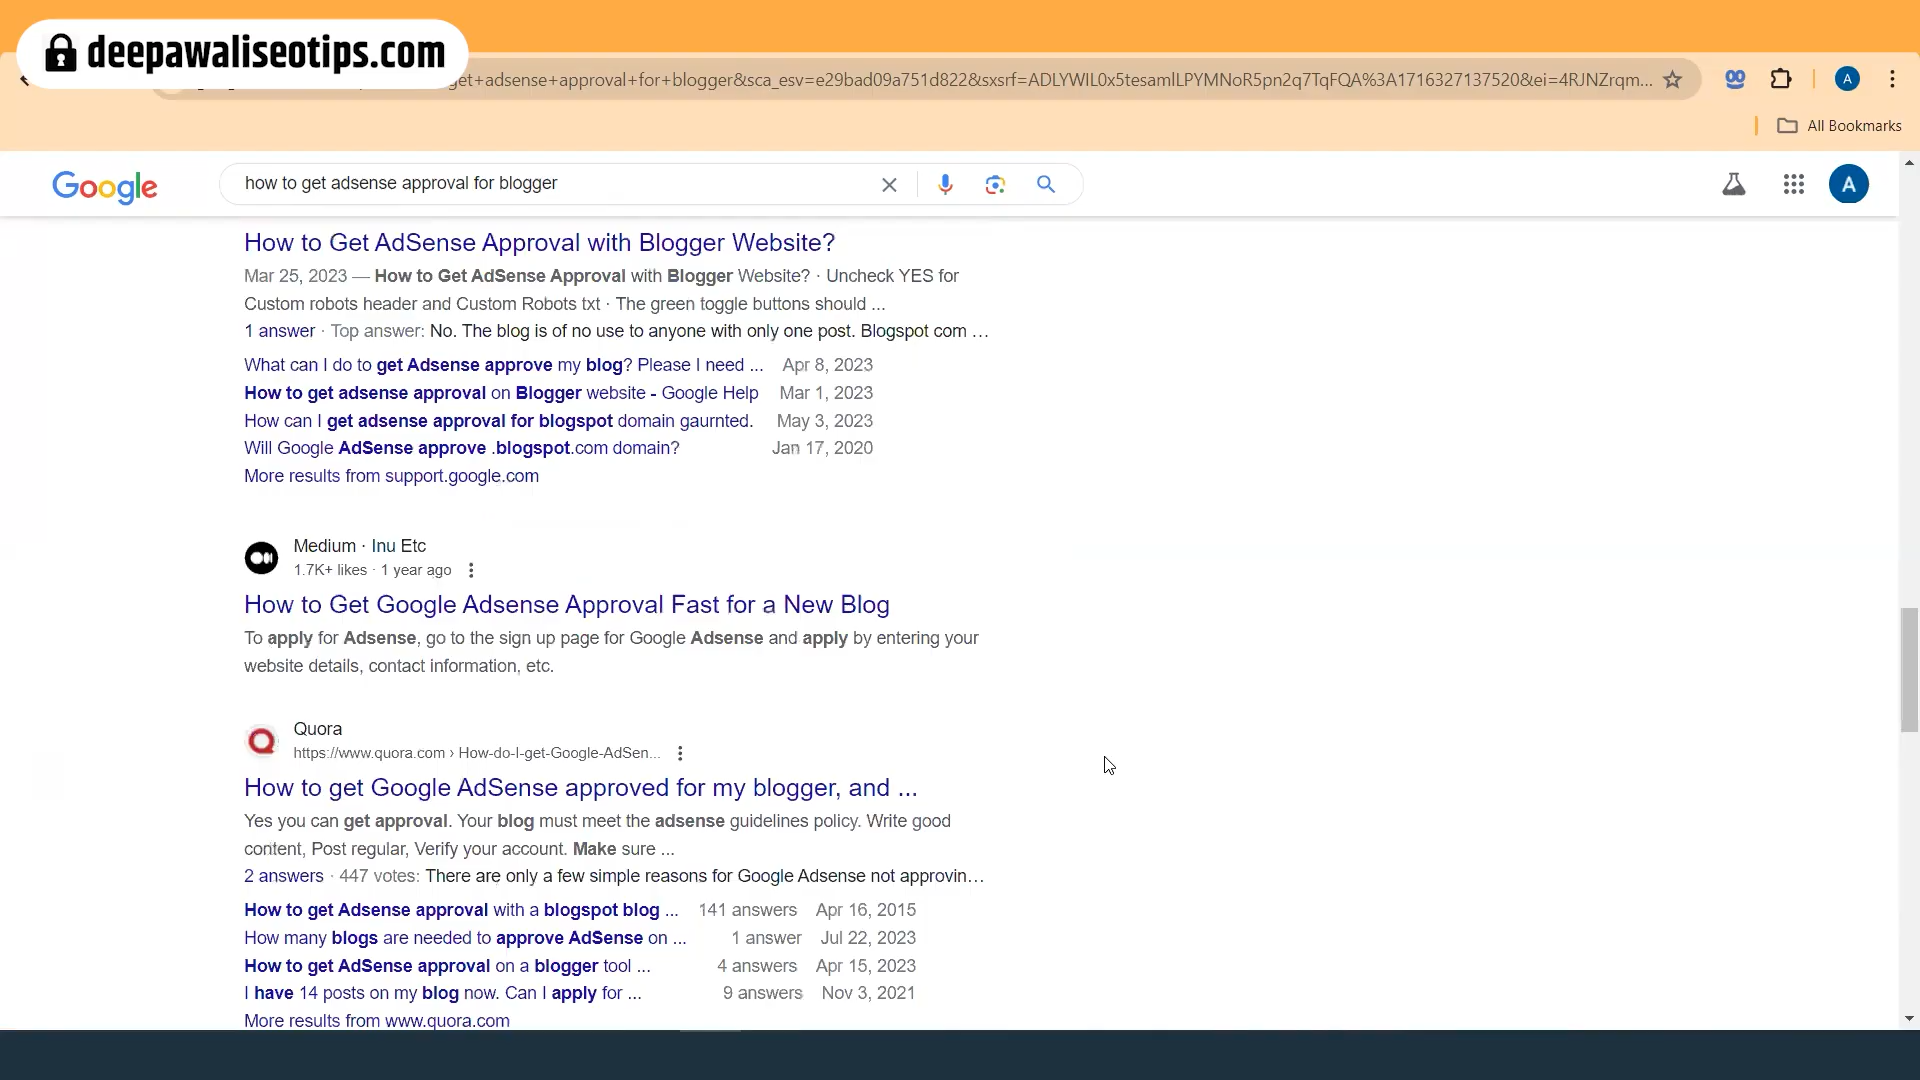 deepawaliseotips.com
get+adsense+approval+for+blogger&sca_esv=e29bad09a751d822&sxsrf=ADLYWIL0x5tesamlLPYMNoR5pn2q7TqFQA%3A1716327137520&ei=4RJNZrqm...
A
All Bookmarks
Google
how to get adsense approval for blogger
A
How to Get AdSense Approval with Blogger Website?
Mar 25, 2023 — How to Get AdSense Approval with Blogger Website? · Uncheck YES for
Custom robots header and Custom Robots txt · The green toggle buttons should ...
1 answer · Top answer: No. The blog is of no use to anyone with only one post. Blogspot com ...
What can I do to get Adsense approve my blog? Please I need ... Apr 8, 2023
How to get adsense approval on Blogger website - Google Help Mar 1, 2023
How can I get adsense approval for blogspot domain gaurnted. May 3, 2023
Will Google AdSense approve .blogspot.com domain? Jan 17, 2020
More results from support.google.com
Medium · Inu Etc
1.7K+ likes · 1 year ago
How to Get Google Adsense Approval Fast for a New Blog
To apply for Adsense, go to the sign up page for Google Adsense and apply by entering your
website details, contact information, etc.
Quora
https://www.quora.com › How-do-I-get-Google-AdSen...
How to get Google AdSense approved for my blogger, and ...
Yes you can get approval. Your blog must meet the adsense guidelines policy. Write good
content, Post regular, Verify your account. Make sure ...
2 answers · 447 votes: There are only a few simple reasons for Google Adsense not approvin...
How to get Adsense approval with a blogspot blog ... 141 answers Apr 16, 2015
How many blogs are needed to approve AdSense on ... 1 answer Jul 22, 2023
How to get AdSense approval on a blogger tool ... 4 answers Apr 15, 2023
I have 14 posts on my blog now. Can I apply for ... 9 answers Nov 3, 2021
More results from www.quora.com